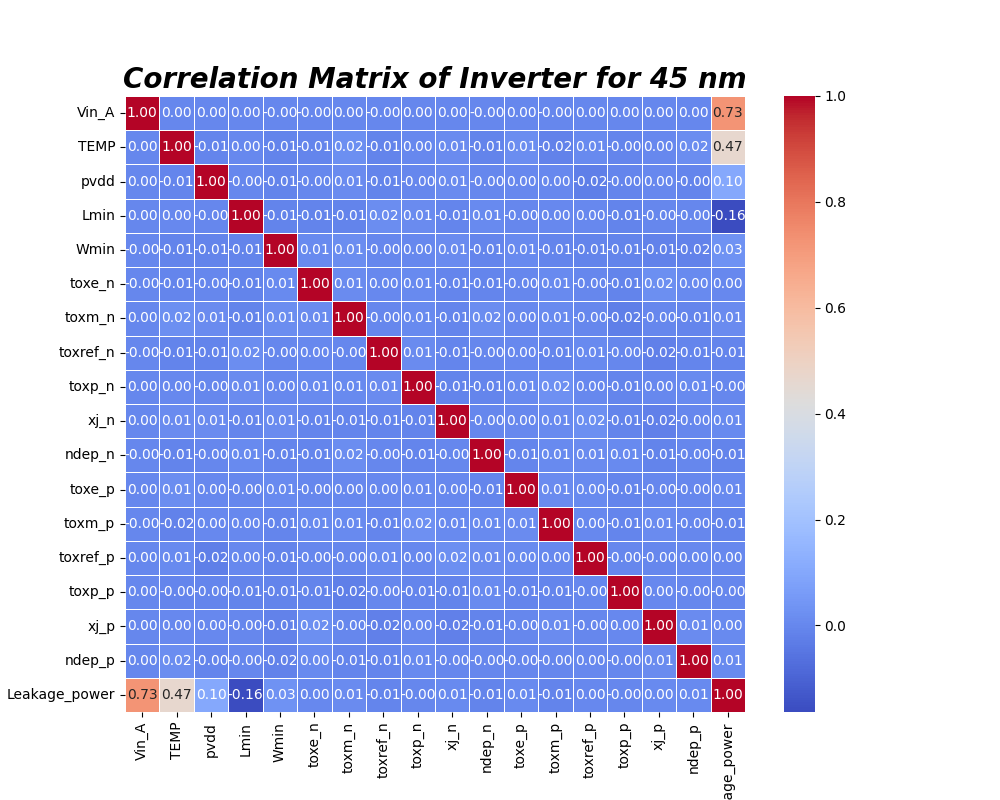 Correlation Matrix of Inverter for 45 nm
Vin_A 1.00 0.00 0.00 0.00 -0.00 -0.00 0.00 -0.00 0.00 0.00 -0.00 0.00 -0.00 0.00 0.00 0.00 0.00 0.73
TEMP 0.00 1.00 -0.01 0.00 -0.01 -0.01 0.02 -0.01 0.00 0.01 -0.01 0.01 -0.02 0.01 -0.00 0.00 0.02 0.47
pvdd 0.00 -0.01 1.00 -0.00 -0.01 -0.00 0.01 -0.01 -0.00 0.01 -0.00 0.00 0.00 -0.02 -0.00 0.00 -0.00 0.10
Lmin 0.00 0.00 -0.00 1.00 -0.01 -0.01 -0.01 0.02 0.01 -0.01 0.01 -0.00 0.00 0.00 -0.01 -0.00 -0.00 -0.16
Wmin -0.00 -0.01 -0.01 -0.01 1.00 0.01 0.01 -0.00 0.00 0.01 -0.01 0.01 -0.01 -0.01 -0.01 -0.01 -0.02 0.03
toxe_n -0.00 -0.01 -0.00 -0.01 0.01 1.00 0.01 0.00 0.01 -0.01 -0.01 -0.00 0.01 -0.00 -0.01 0.02 0.00 0.00
toxm_n 0.00 0.02 0.01 -0.01 0.01 0.01 1.00 -0.00 0.01 -0.01 0.02 0.00 0.01 -0.00 -0.02 -0.00 -0.01 0.01
toxref_n -0.00 -0.01 -0.01 0.02 -0.00 0.00 -0.00 1.00 0.01 -0.01 -0.00 0.00 -0.01 0.01 -0.00 -0.02 -0.01 -0.01
toxp_n 0.00 0.00 -0.00 0.01 0.00 0.01 0.01 0.01 1.00 -0.01 -0.01 0.01 0.02 0.00 -0.01 0.00 0.01 -0.00
xj_n 0.00 0.01 0.01 -0.01 0.01 -0.01 -0.01 -0.01 -0.01 1.00 -0.00 0.00 0.01 0.02 -0.01 -0.02 -0.00 0.01
ndep_n -0.00 -0.01 -0.00 0.01 -0.01 -0.01 0.02 -0.00 -0.01 -0.00 1.00 -0.01 0.01 0.01 0.01 -0.01 -0.00 -0.01
toxe_p 0.00 0.01 0.00 -0.00 0.01 -0.00 0.00 0.00 0.01 0.00 -0.01 1.00 0.01 0.00 -0.01 -0.00 -0.00 0.01
toxm_p -0.00 -0.02 0.00 0.00 -0.01 0.01 0.01 -0.01 0.02 0.01 0.01 0.01 1.00 0.00 -0.01 0.01 -0.00 -0.01
toxref_p 0.00 0.01 -0.02 0.00 -0.01 -0.00 -0.00 0.01 0.00 0.02 0.01 0.00 0.00 1.00 -0.00 -0.00 -0.00 0.00
toxp_p 0.00 -0.00 -0.00 -0.01 -0.01 -0.01 -0.02 -0.00 -0.01 -0.01 0.01 -0.01 -0.01 -0.00 1.00 0.00 -0.00 -0.00
xj_p 0.00 0.00 0.00 -0.00 -0.01 0.02 -0.00 -0.02 0.00 -0.02 -0.01 -0.00 0.01 -0.00 0.00 1.00 0.01 0.00
ndep_p 0.00 0.02 -0.00 -0.00 -0.02 0.00 -0.01 -0.01 0.01 -0.00 -0.00 -0.00 -0.00 -0.00 -0.00 0.01 1.00 0.01
Leakage_power 0.73 0.47 0.10 -0.16 0.03 0.00 0.01 -0.01 -0.00 0.01 -0.01 0.01 -0.01 0.00 -0.00 0.00 0.01 1.00
Vin_A TEMP pvdd Lmin Wmin toxe_n toxm_n toxref_n toxp_n xj_n ndep_n toxe_p toxm_p toxref_p toxp_p xj_p ndep_p age_power
1.0
0.8
0.6
0.4
0.2
0.0